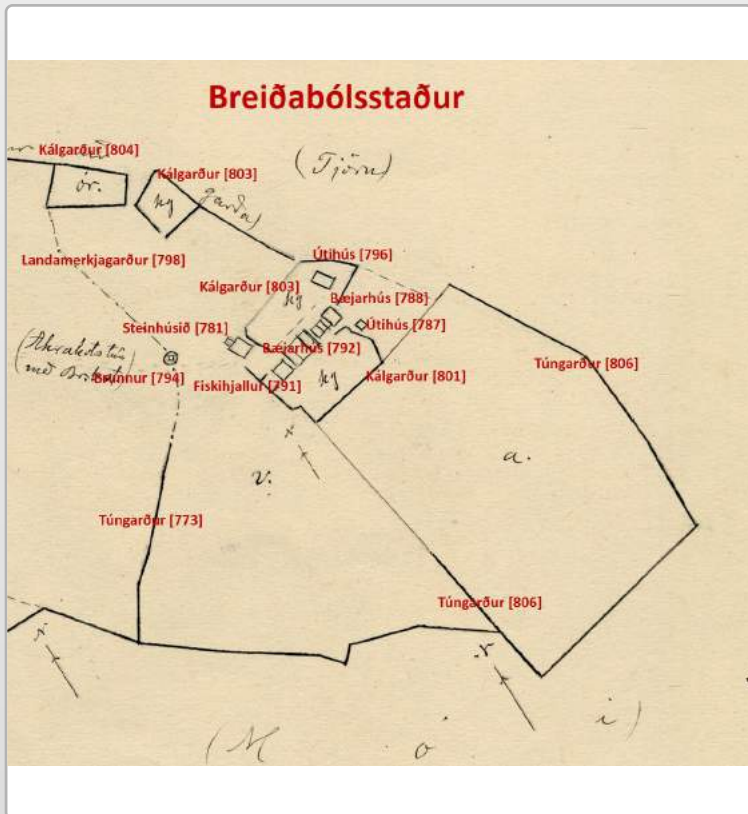 Breiðabólsstaður
Kálgarður [804]
Kálgarður [803]
(Tjörn)
ór.
kg
garða)
Landamerkjagarður [798]
Útihús [796]
Kálgarður [803]
kg
Bæjarhús [788]
Steinhúsið [781]
Útihús [787]
Bæjarhús [792]
Túngarður [806]
Brunnur [794]
Fiskihjallur [791]
kg
Kálgarður [801]
a.
v.
Túngarður [773]
Túngarður [806]
(M ó i)